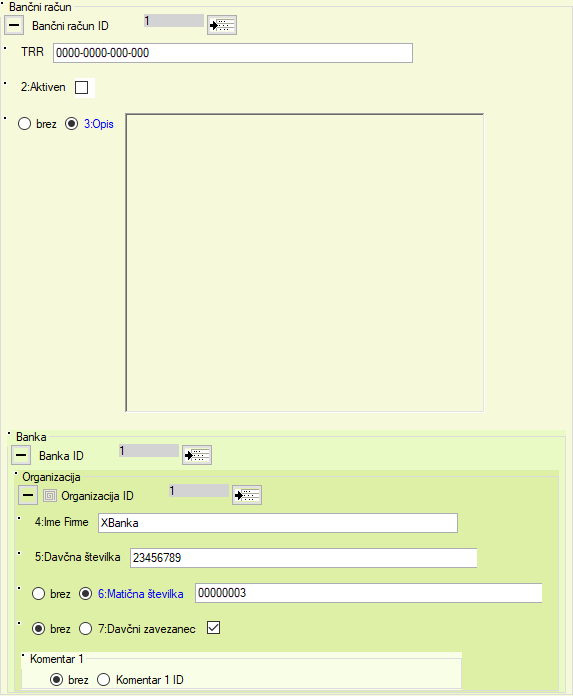 Bančni račun
Bančni račun ID 1
TRR 0000-0000-000-000
2:Aktiven
brez 3:Opis
Banka
Banka ID 1
Organizacija
Organizacija ID 1
4:Ime Firme XBanka
5:Davčna številka 23456789
brez 6:Matična številka 00000003
brez 7:Davčni zavezanec
Komentar 1
brez Komentar 1 ID